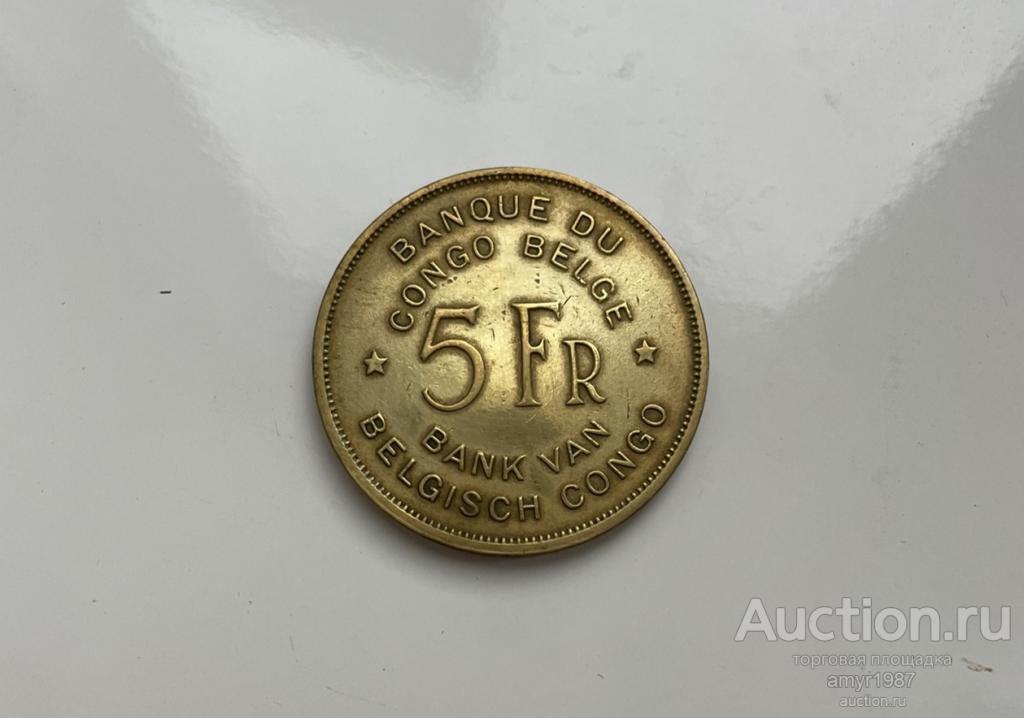 BANQUE DU
CONGO BELGE
5 FR
BANK VAN
BELGISCH CONGO
Auction.ru
торговая площадка
amyr1987
auction.ru